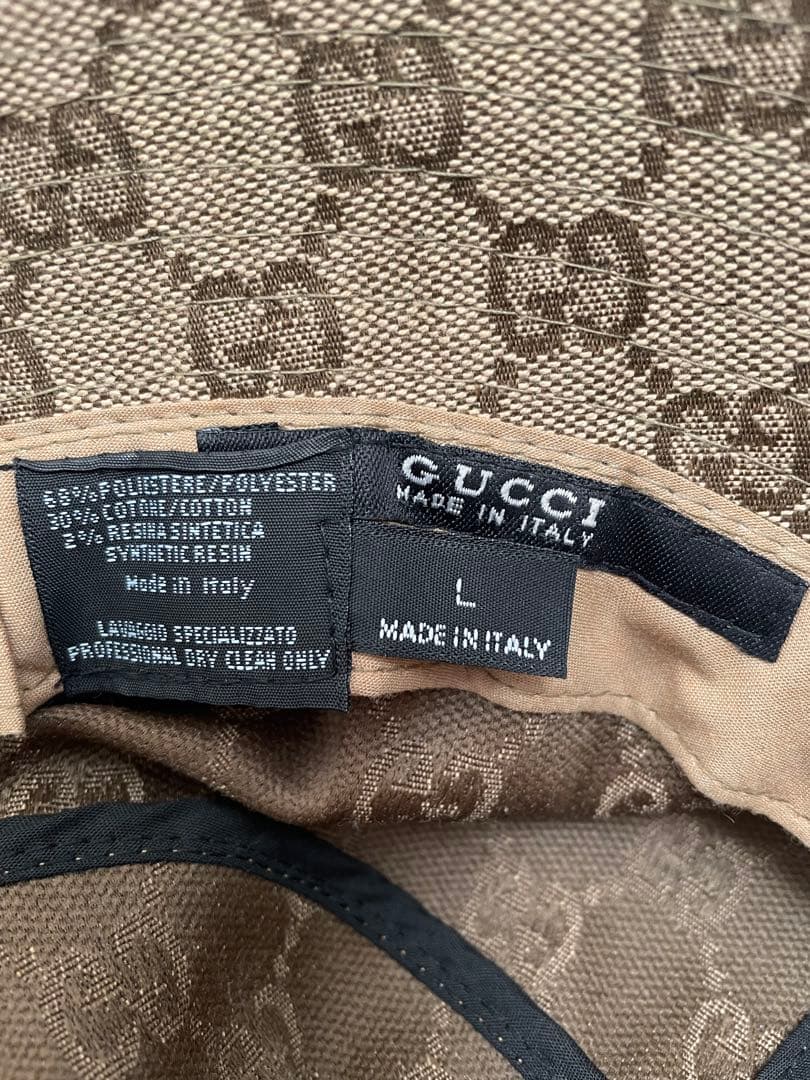 68% POLIESTERE/POLYESTER
30% COTONE/COTTON
2% RESINA SINTETICA
SYNTHETIC RESIN
Made in Italy
LAVAGGIO SPECIALIZZATO
PROFESSIONAL DRY CLEAN ONLY
GUCCI
MADE IN ITALY
L
MADE IN ITALY